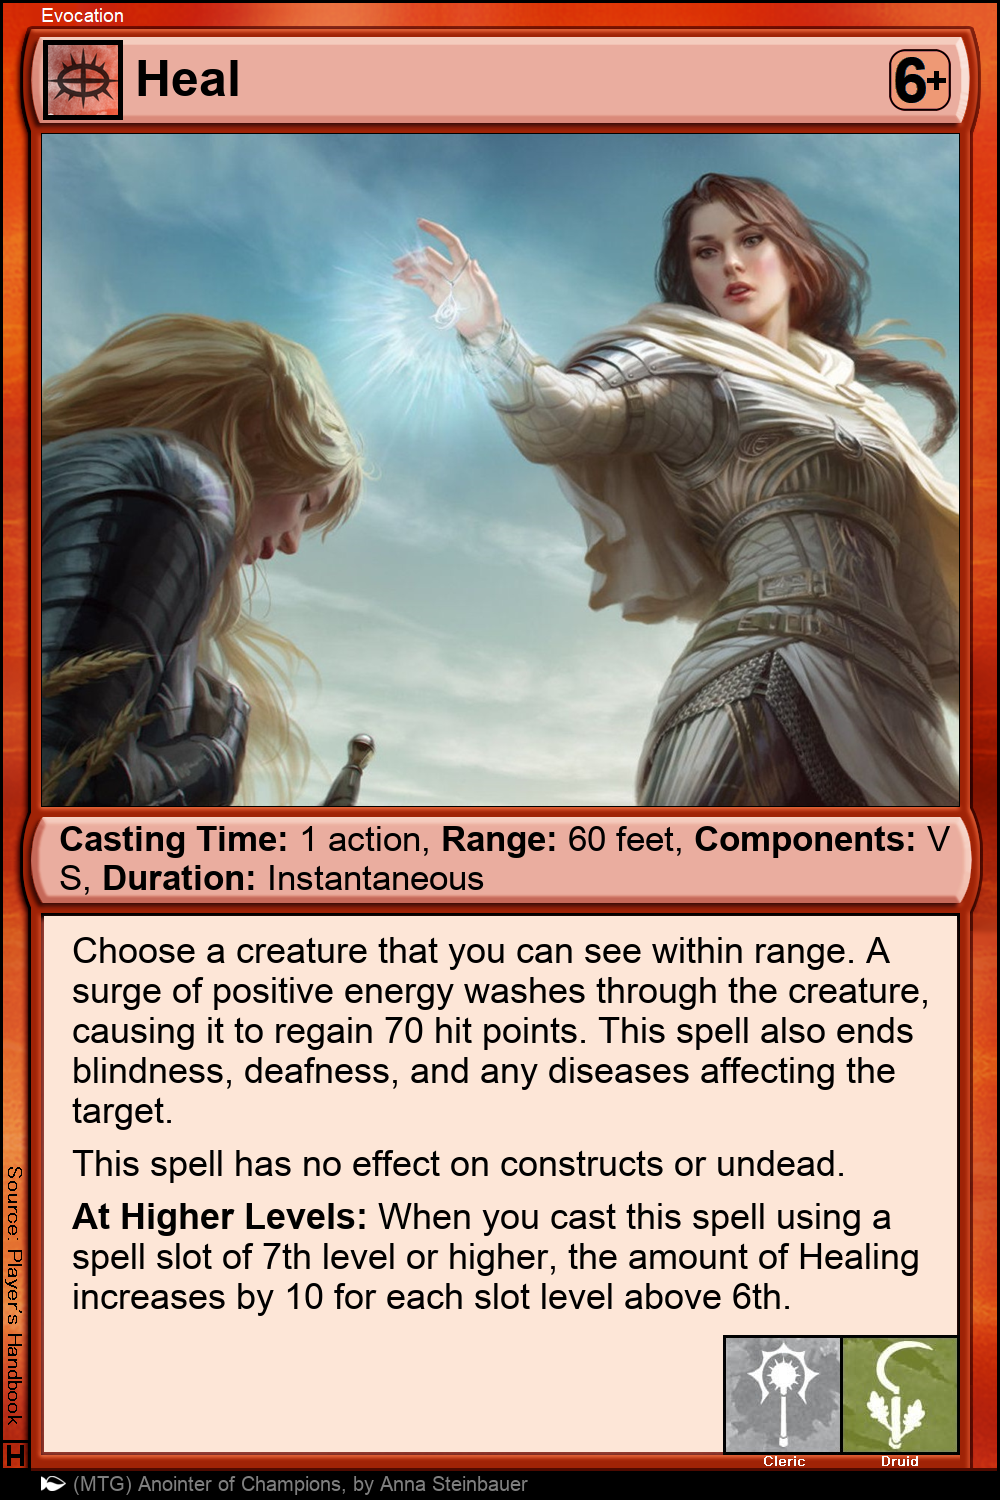 Evocation
Heal
6+
Casting Time: 1 action, Range: 60 feet, Components: V
S, Duration: Instantaneous
Choose a creature that you can see within range. A
surge of positive energy washes through the creature,
causing it to regain 70 hit points. This spell also ends
blindness, deafness, and any diseases affecting the
target.
This spell has no effect on constructs or undead.
At Higher Levels: When you cast this spell using a
spell slot of 7th level or higher, the amount of Healing
increases by 10 for each slot level above 6th.
Source: Player's Handbook
H
Cleric
Druid
(MTG) Anointer of Champions, by Anna Steinbauer